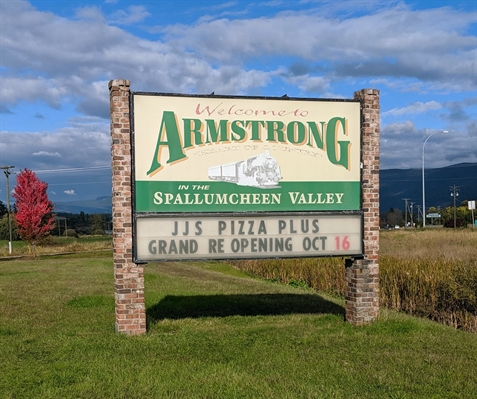 Welcome to
ARMSTRONG
IN THE
SPALLUMCHEEN VALLEY
JJS PIZZA PLUS
GRAND RE OPENING OCT 16